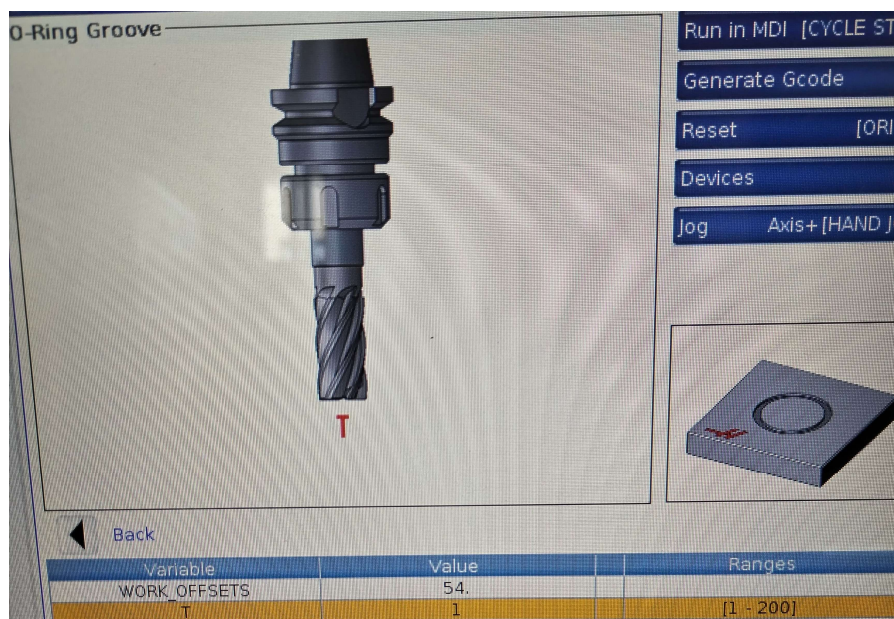 O-Ring Groove
Run in MDI [CYCLE ST
Generate Gcode
Reset [ORI
Devices
Jog Axis+ [HAND J
T
Back
Variable Value Ranges
WORK_OFFSETS 54.
T 1 [1 - 200]